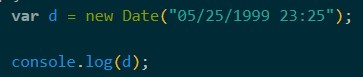 var d = new Date("05/25/1999 23:25");
console.log(d);